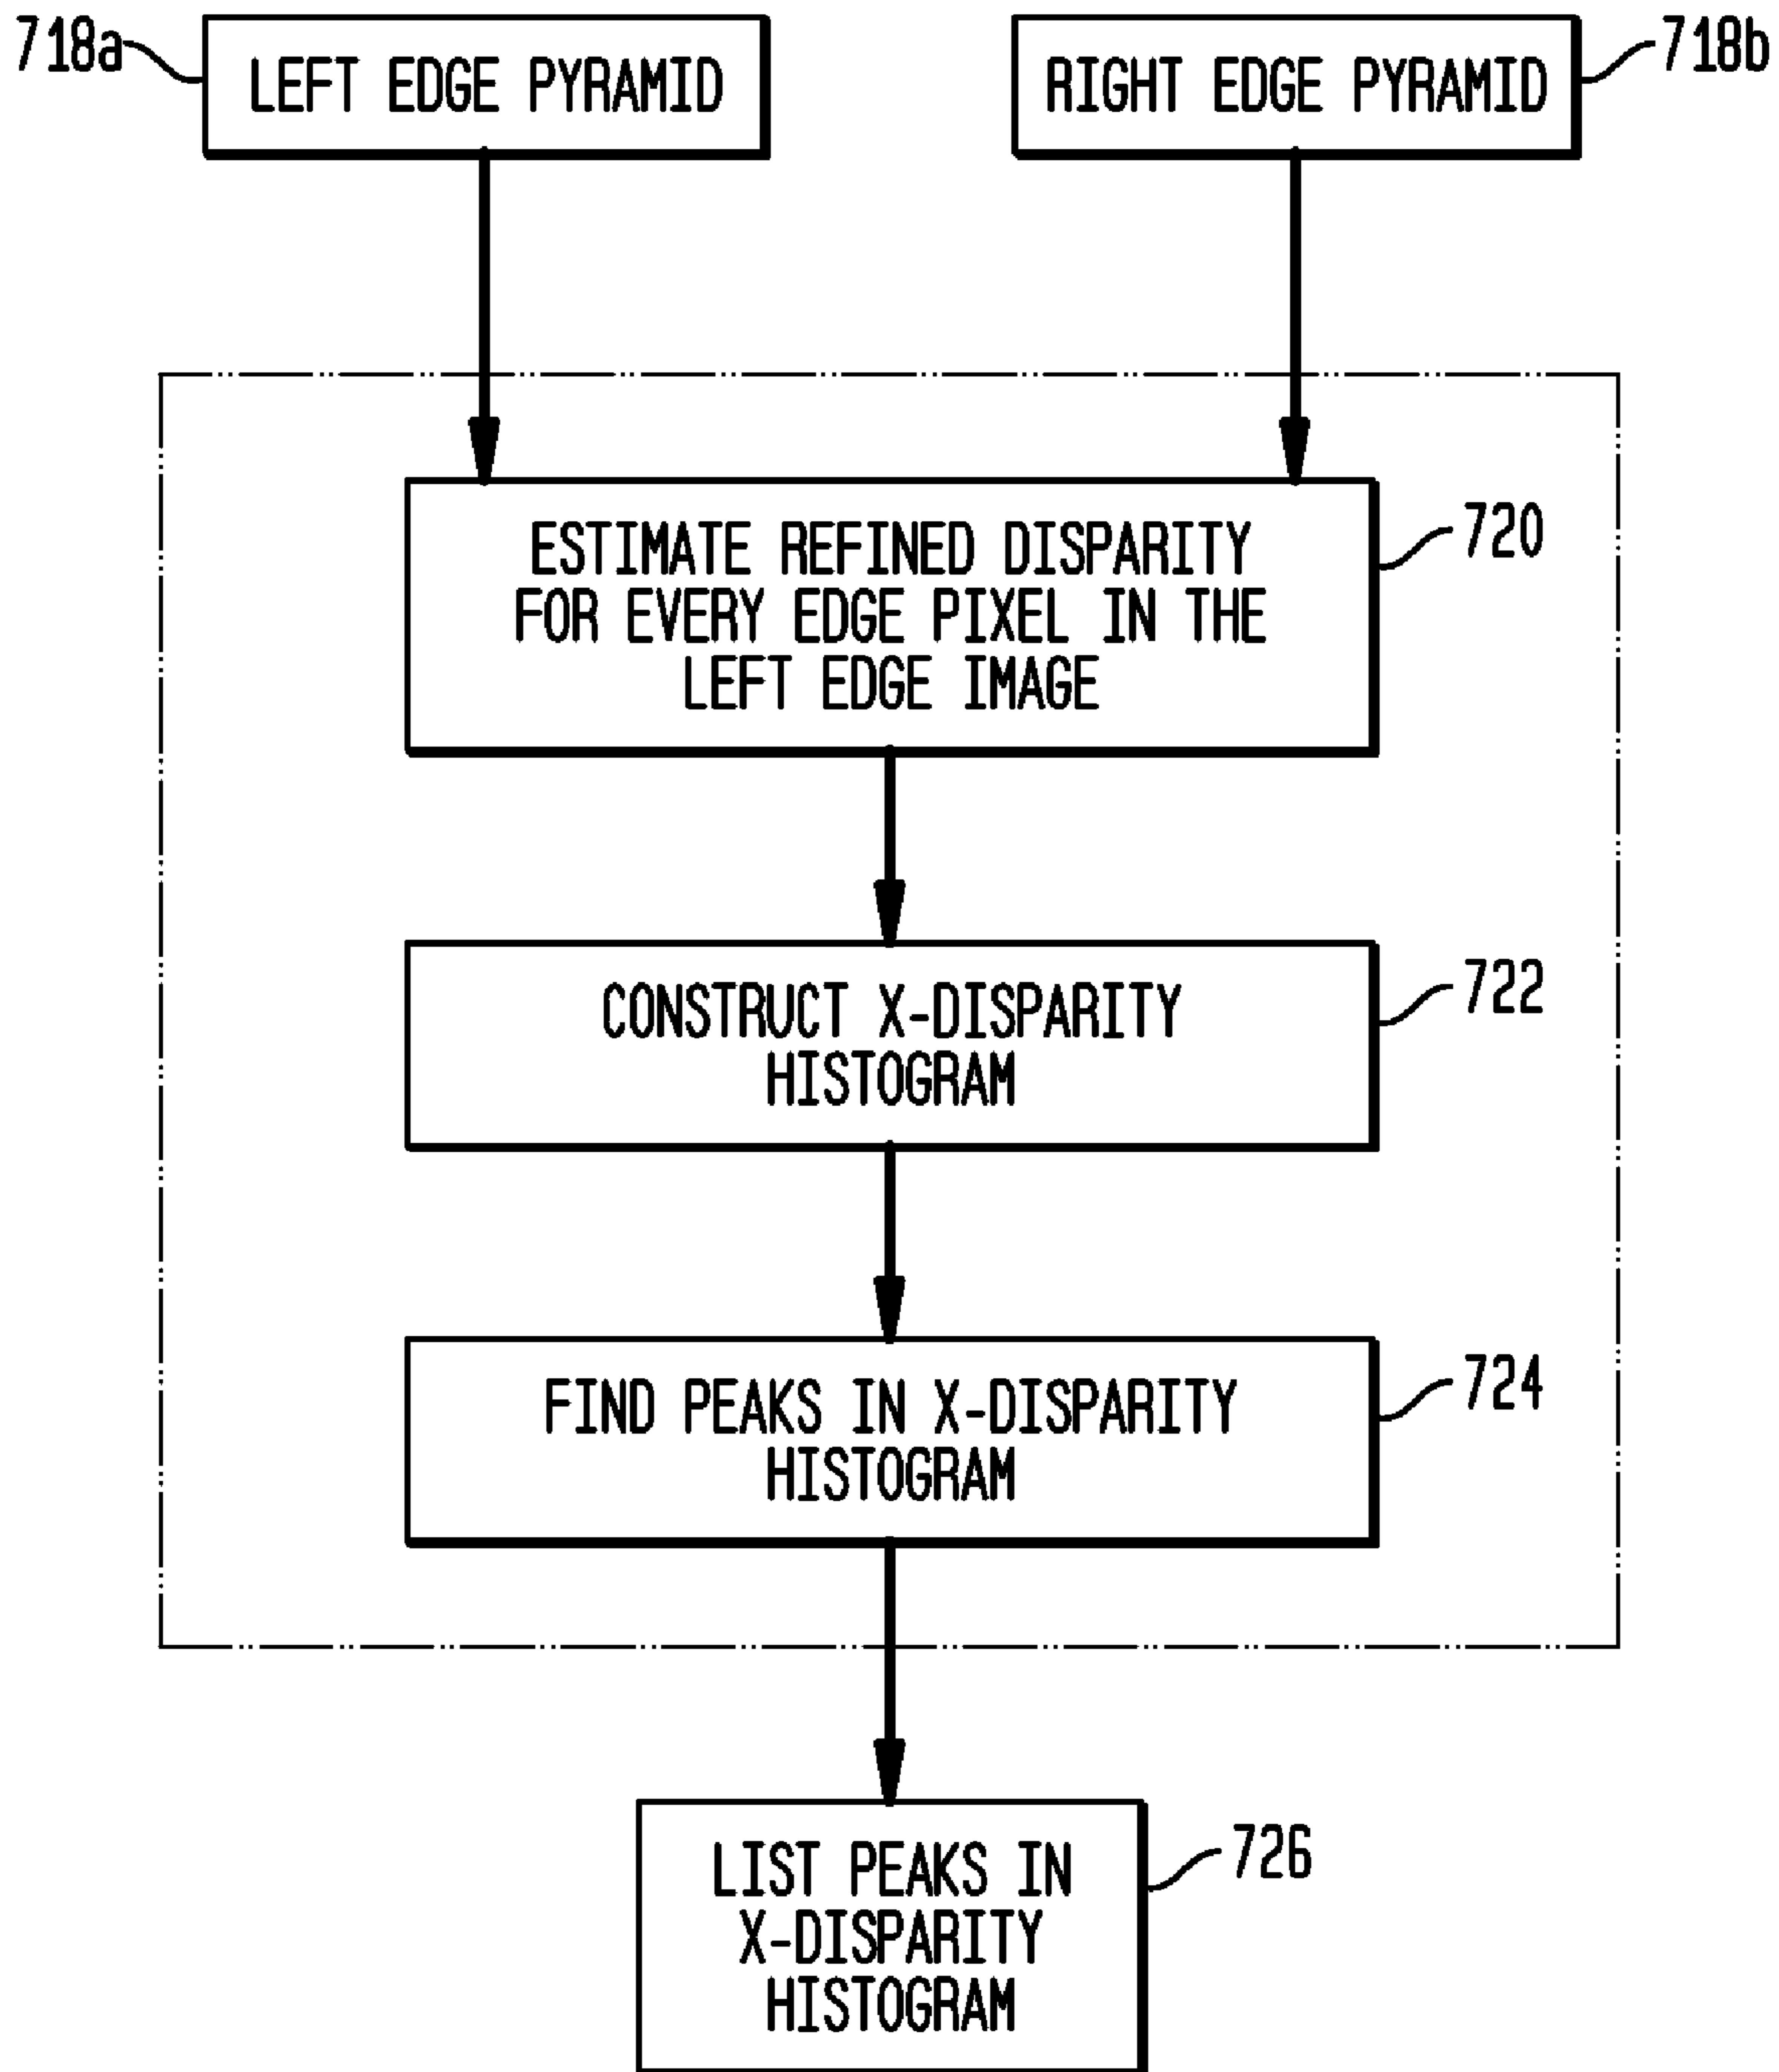 718a
LEFT EDGE PYRAMID
RIGHT EDGE PYRAMID
718b
ESTIMATE REFINED DISPARITY
FOR EVERY EDGE PIXEL IN THE
LEFT EDGE IMAGE
720
CONSTRUCT X-DISPARITY
HISTOGRAM
722
FIND PEAKS IN X-DISPARITY
HISTOGRAM
724
LIST PEAKS IN
X-DISPARITY
HISTOGRAM
726